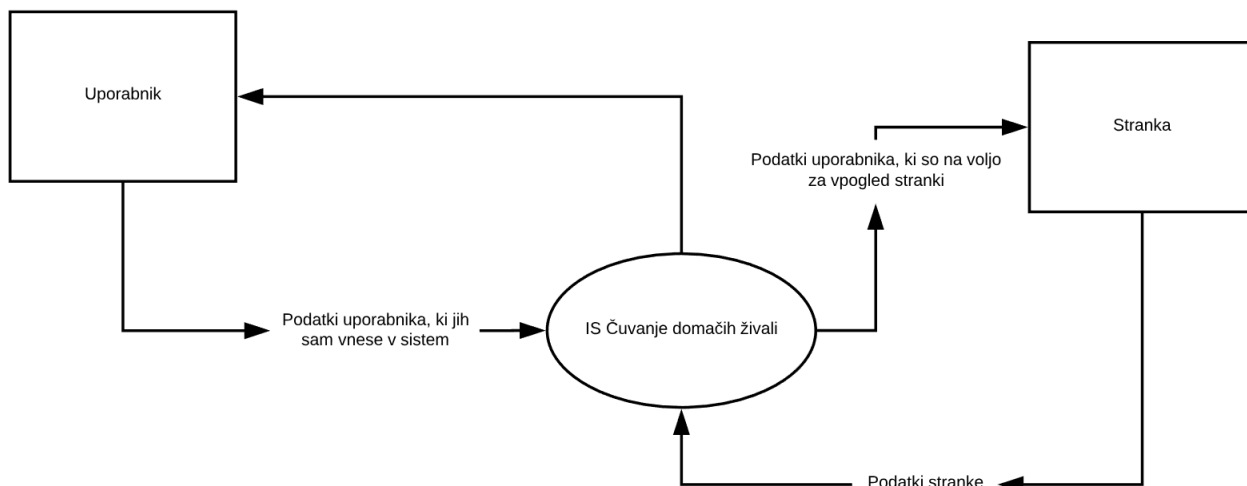 Uporabnik
Stranka
Podatki uporabnika, ki so na voljo
za vpogled stranki
Podatki uporabnika, ki jih
sam vnese v sistem
IS Čuvanje domačih živali
Podatki stranke